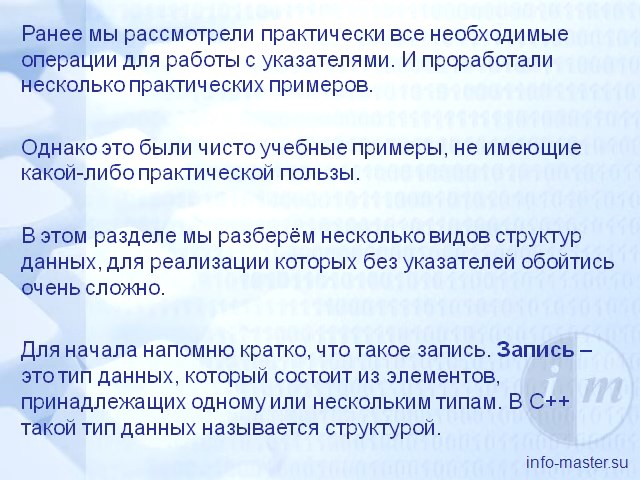 Ранее мы рассмотрели практически все необходимые
операции для работы с указателями. И проработали
несколько практических примеров.
Однако это были чисто учебные примеры, не имеющие
какой-либо практической пользы.
В этом разделе мы разберём несколько видов структур
данных, для реализации которых без указателей обойтись
очень сложно.
Для начала напомню кратко, что такое запись. Запись –
это тип данных, который состоит из элементов,
принадлежащих одному или нескольким типам. В С++
такой тип данных называется структурой.
im
info-master.su